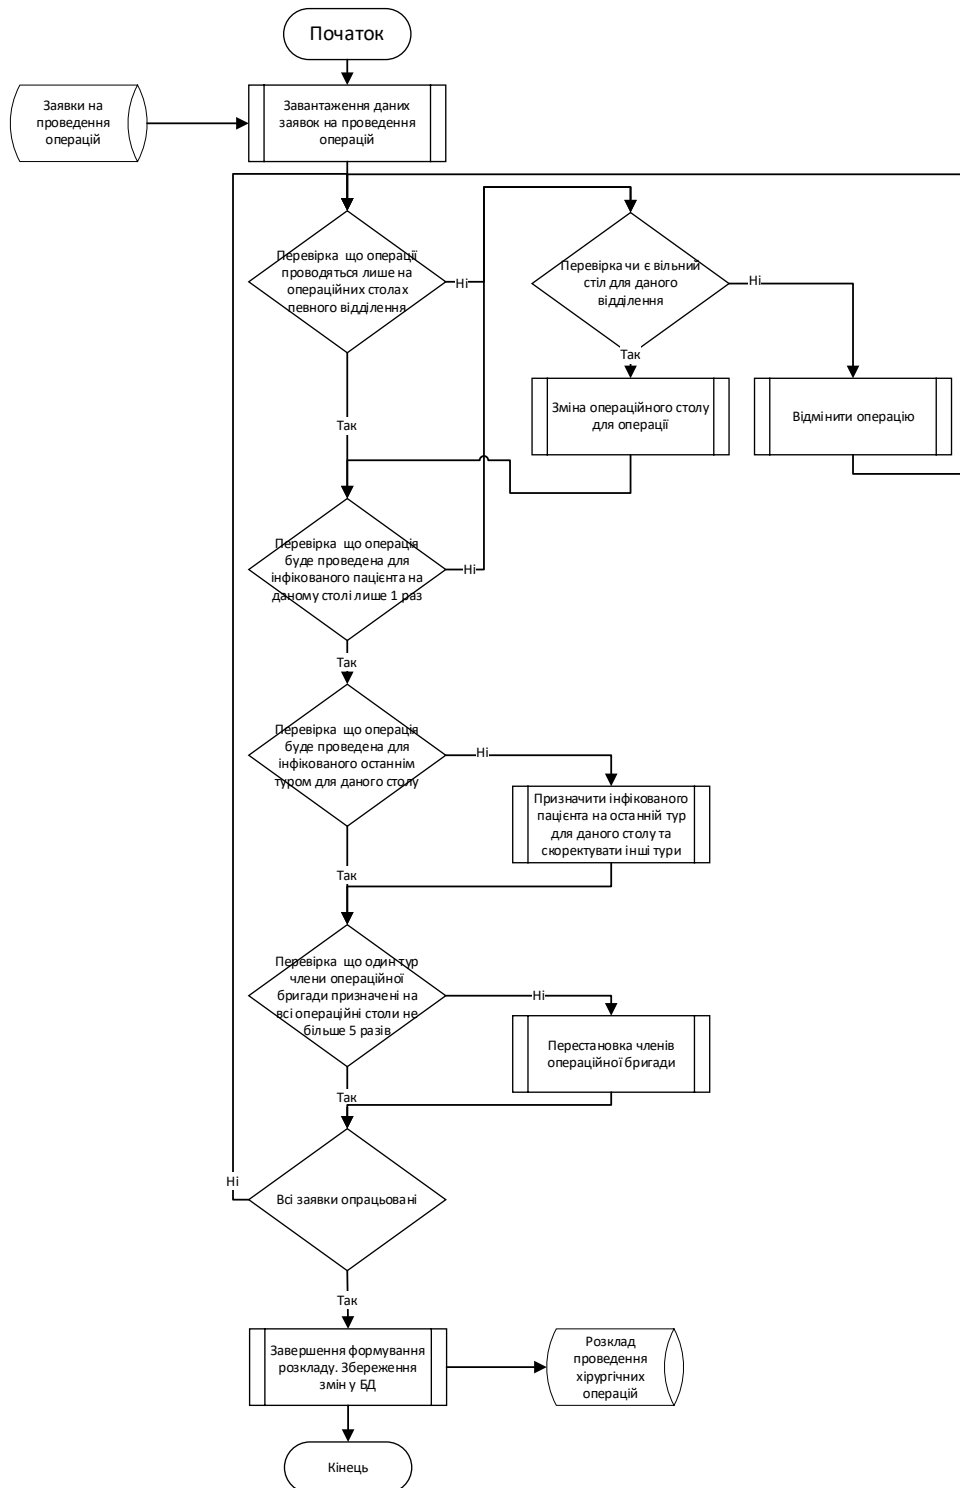 Початок
Заявки на
проведення
операцій
Завантаження даних
заявок на проведення
операцій
Перевірка що операції
проводяться лише на
операційних столах
певного відділення
Ні
Перевірка чи є вільний
стіл для даного
відділення
Ні
Так
Зміна операційного столу
для операції
Відмінити операцію
Так
Перевірка що операція
буде проведена для
інфікованого пацієнта на
даному столі лише 1 раз
Ні
Так
Перевірка що операція
буде проведена для
інфікованого останнім
туром для даного столу
Ні
Призначити інфікованого
пацієнта на останній тур
для даного столу та
скоректувати інші тури
Так
Перевірка що один тур
члени операційної
бригади призначені на
всі операційні столи не
більше 5 разів
Ні
Перестановка членів
операційної бригади
Так
Всі заявки опрацьовані
Ні
Так
Завершення формування
розкладу. Збереження
змін у БД
Розклад
проведення
хірургічних
операцій
Кінець